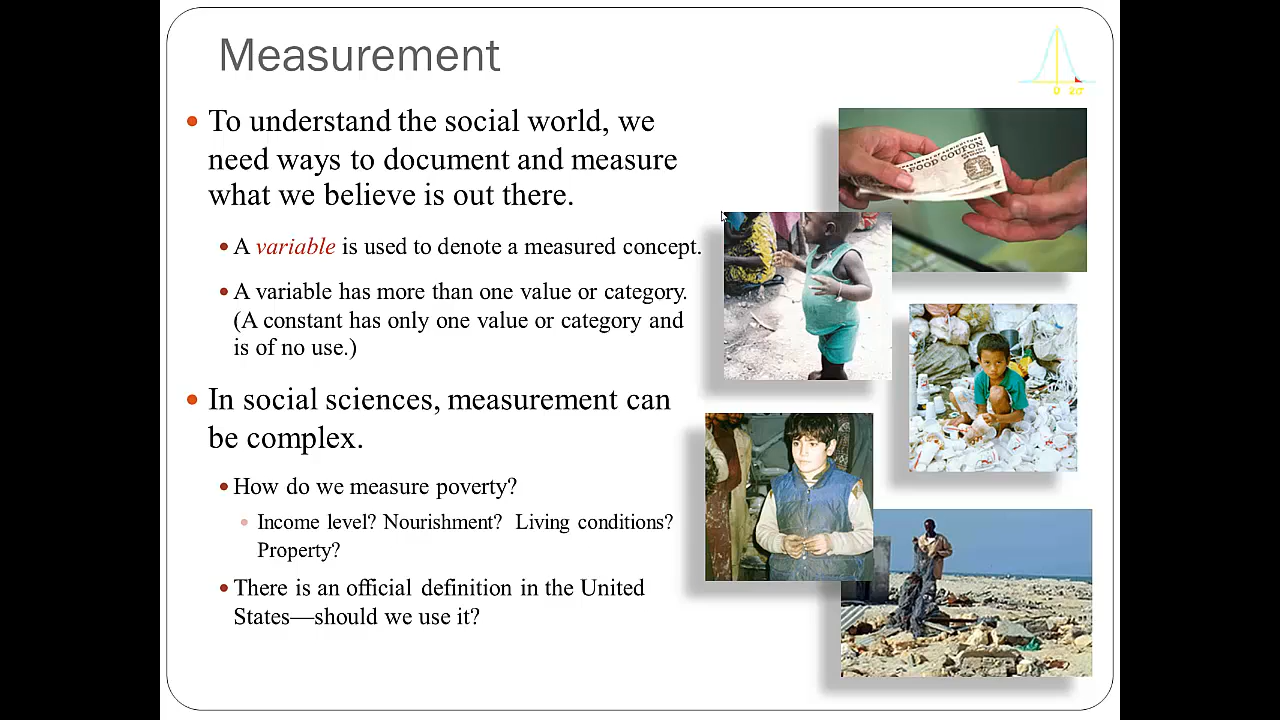 Measurement
0 2σ
To understand the social world, we
need ways to document and measure
what we believe is out there.
A variable is used to denote a measured concept.
A variable has more than one value or category.
(A constant has only one value or category and
is of no use.)
In social sciences, measurement can
be complex.
How do we measure poverty?
Income level? Nourishment? Living conditions?
Property?
There is an official definition in the United
States—should we use it?
FOOD COUPON